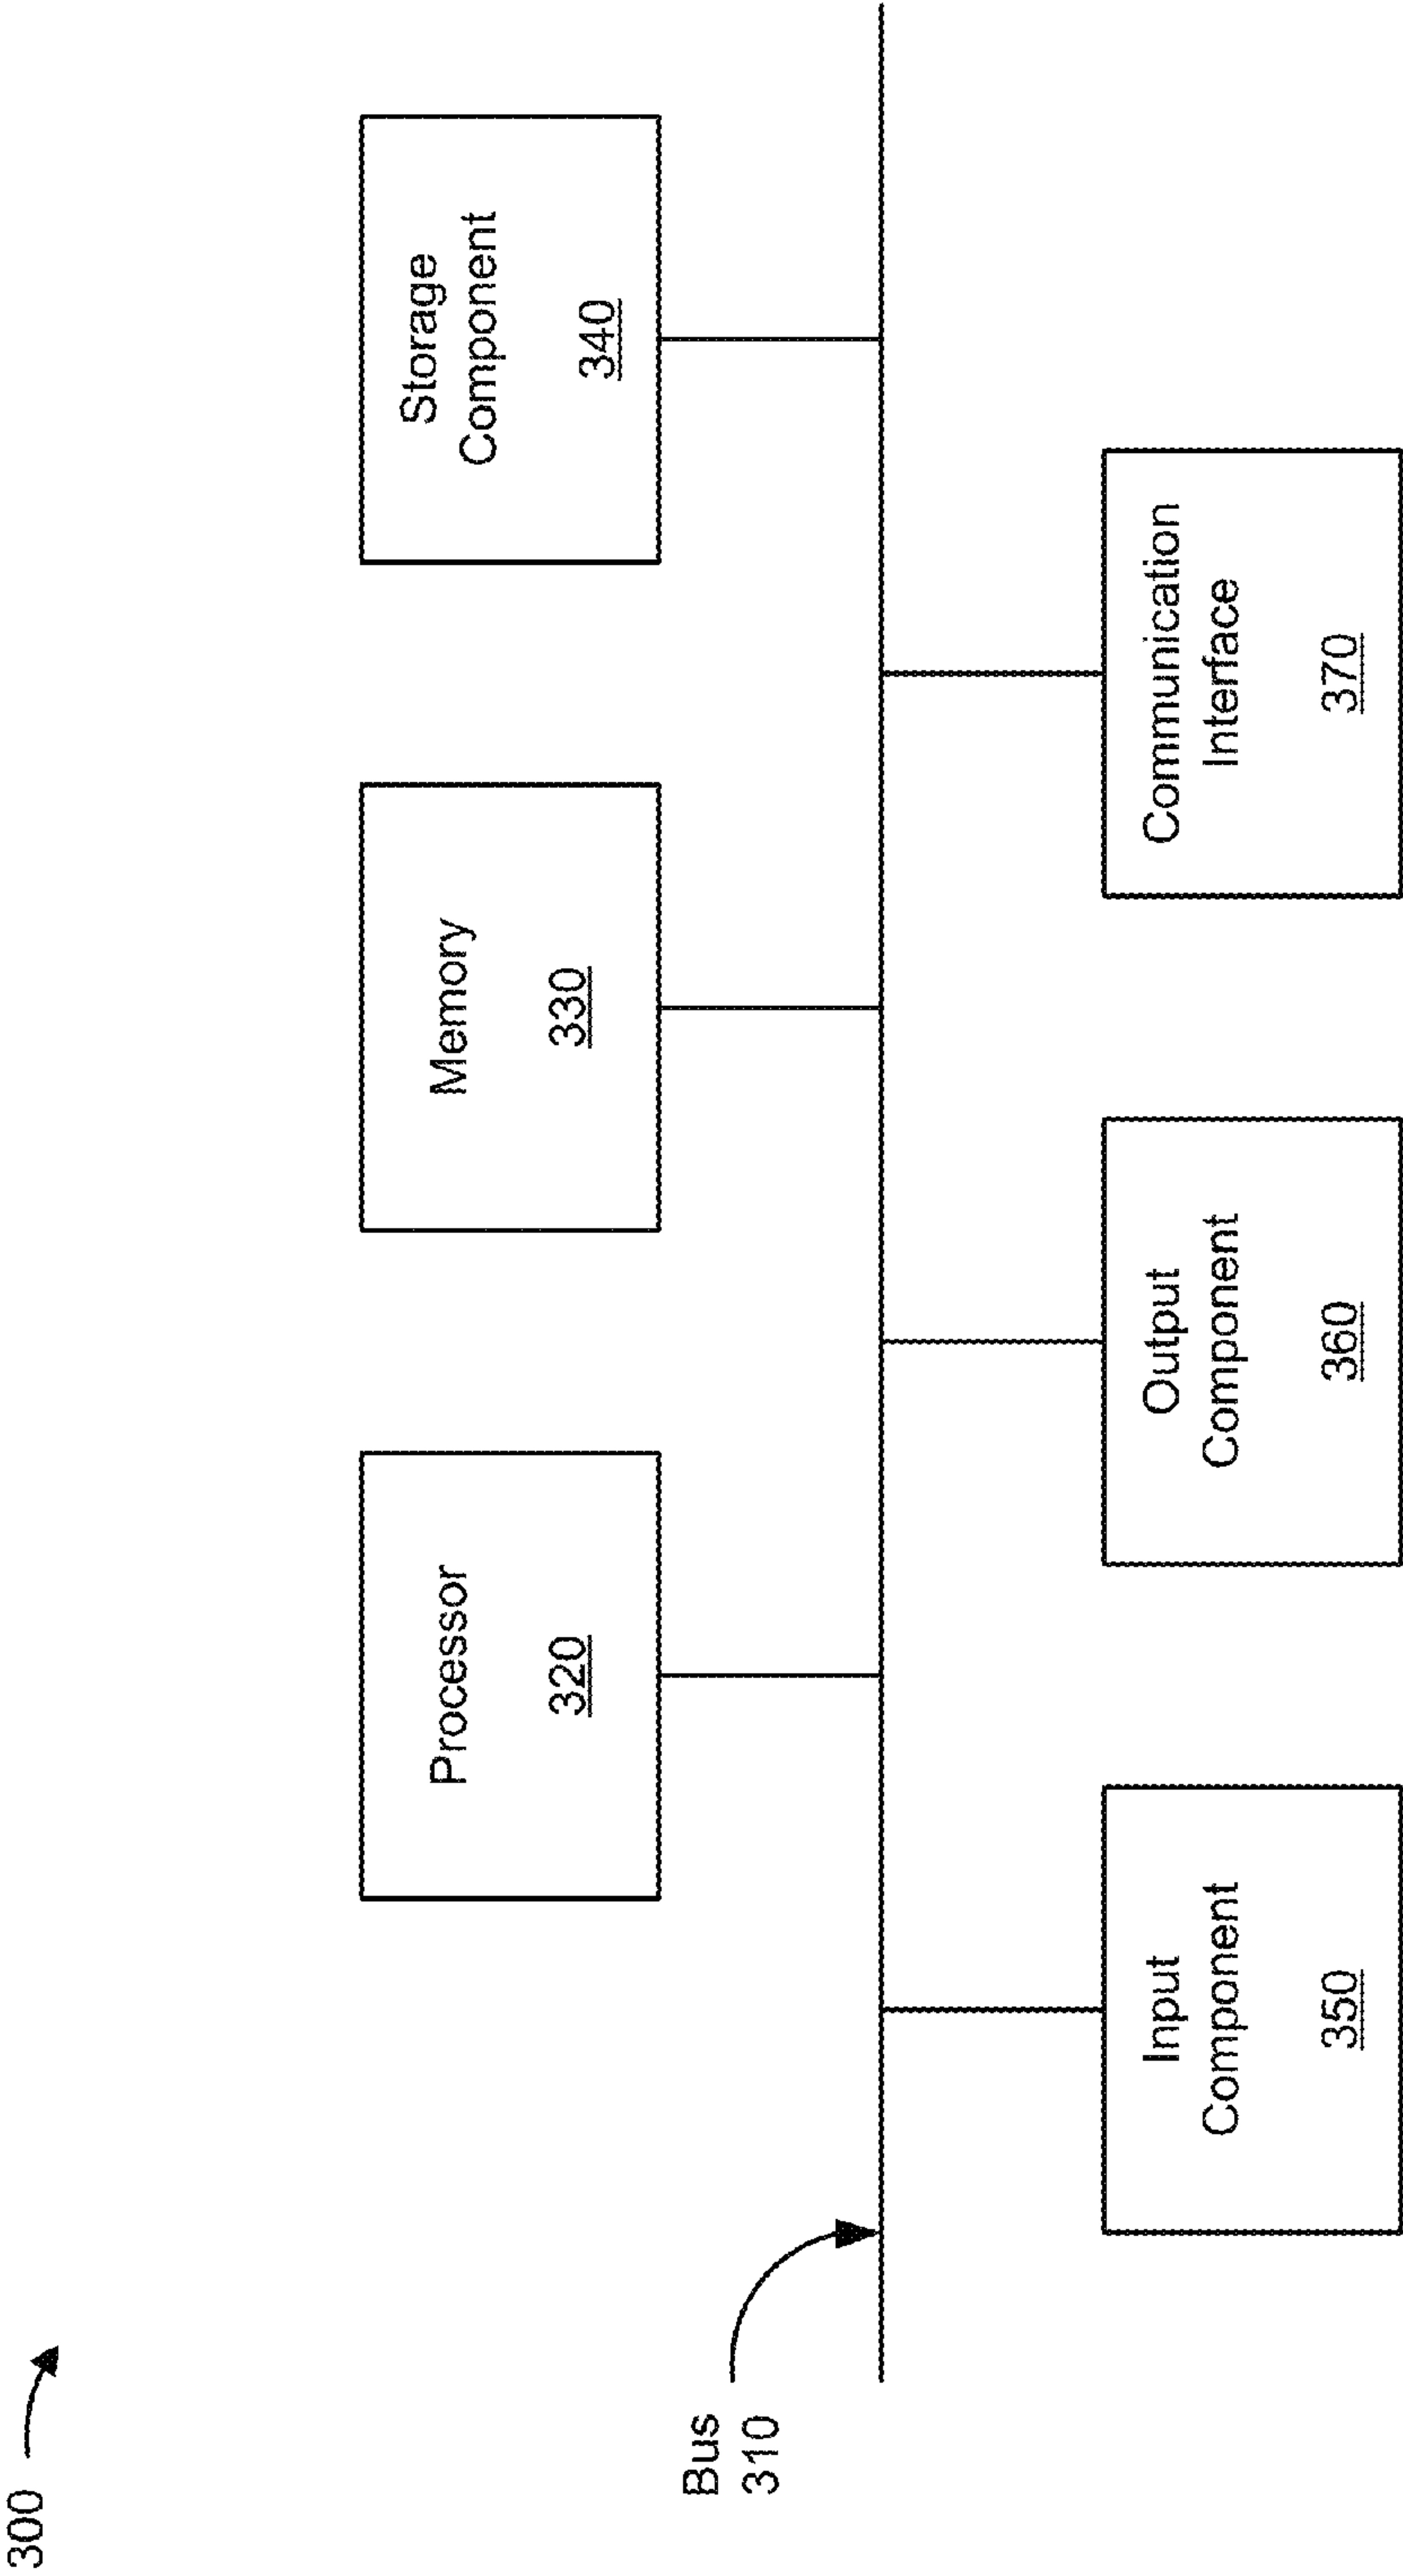 300
Processor
320
Memory
330
Storage
Component
340
Bus
310
Input
Component
350
Output
Component
360
Communication
Interface
370